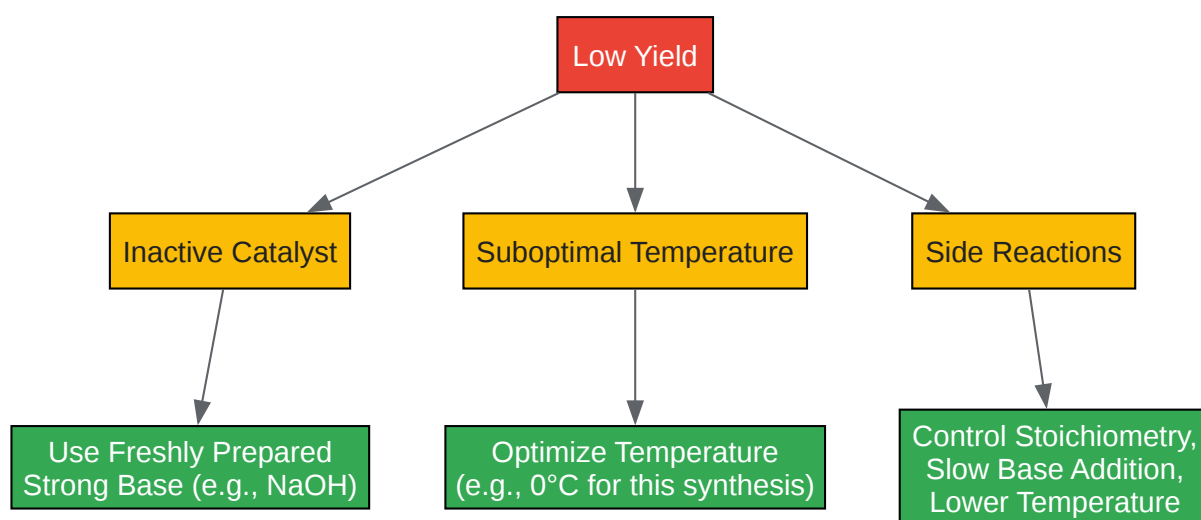 Low Yield
Inactive Catalyst
Suboptimal Temperature
Side Reactions
Use Freshly Prepared
Strong Base (e.g., NaOH)
Optimize Temperature
(e.g., 0°C for this synthesis)
Control Stoichiometry,
Slow Base Addition,
Lower Temperature